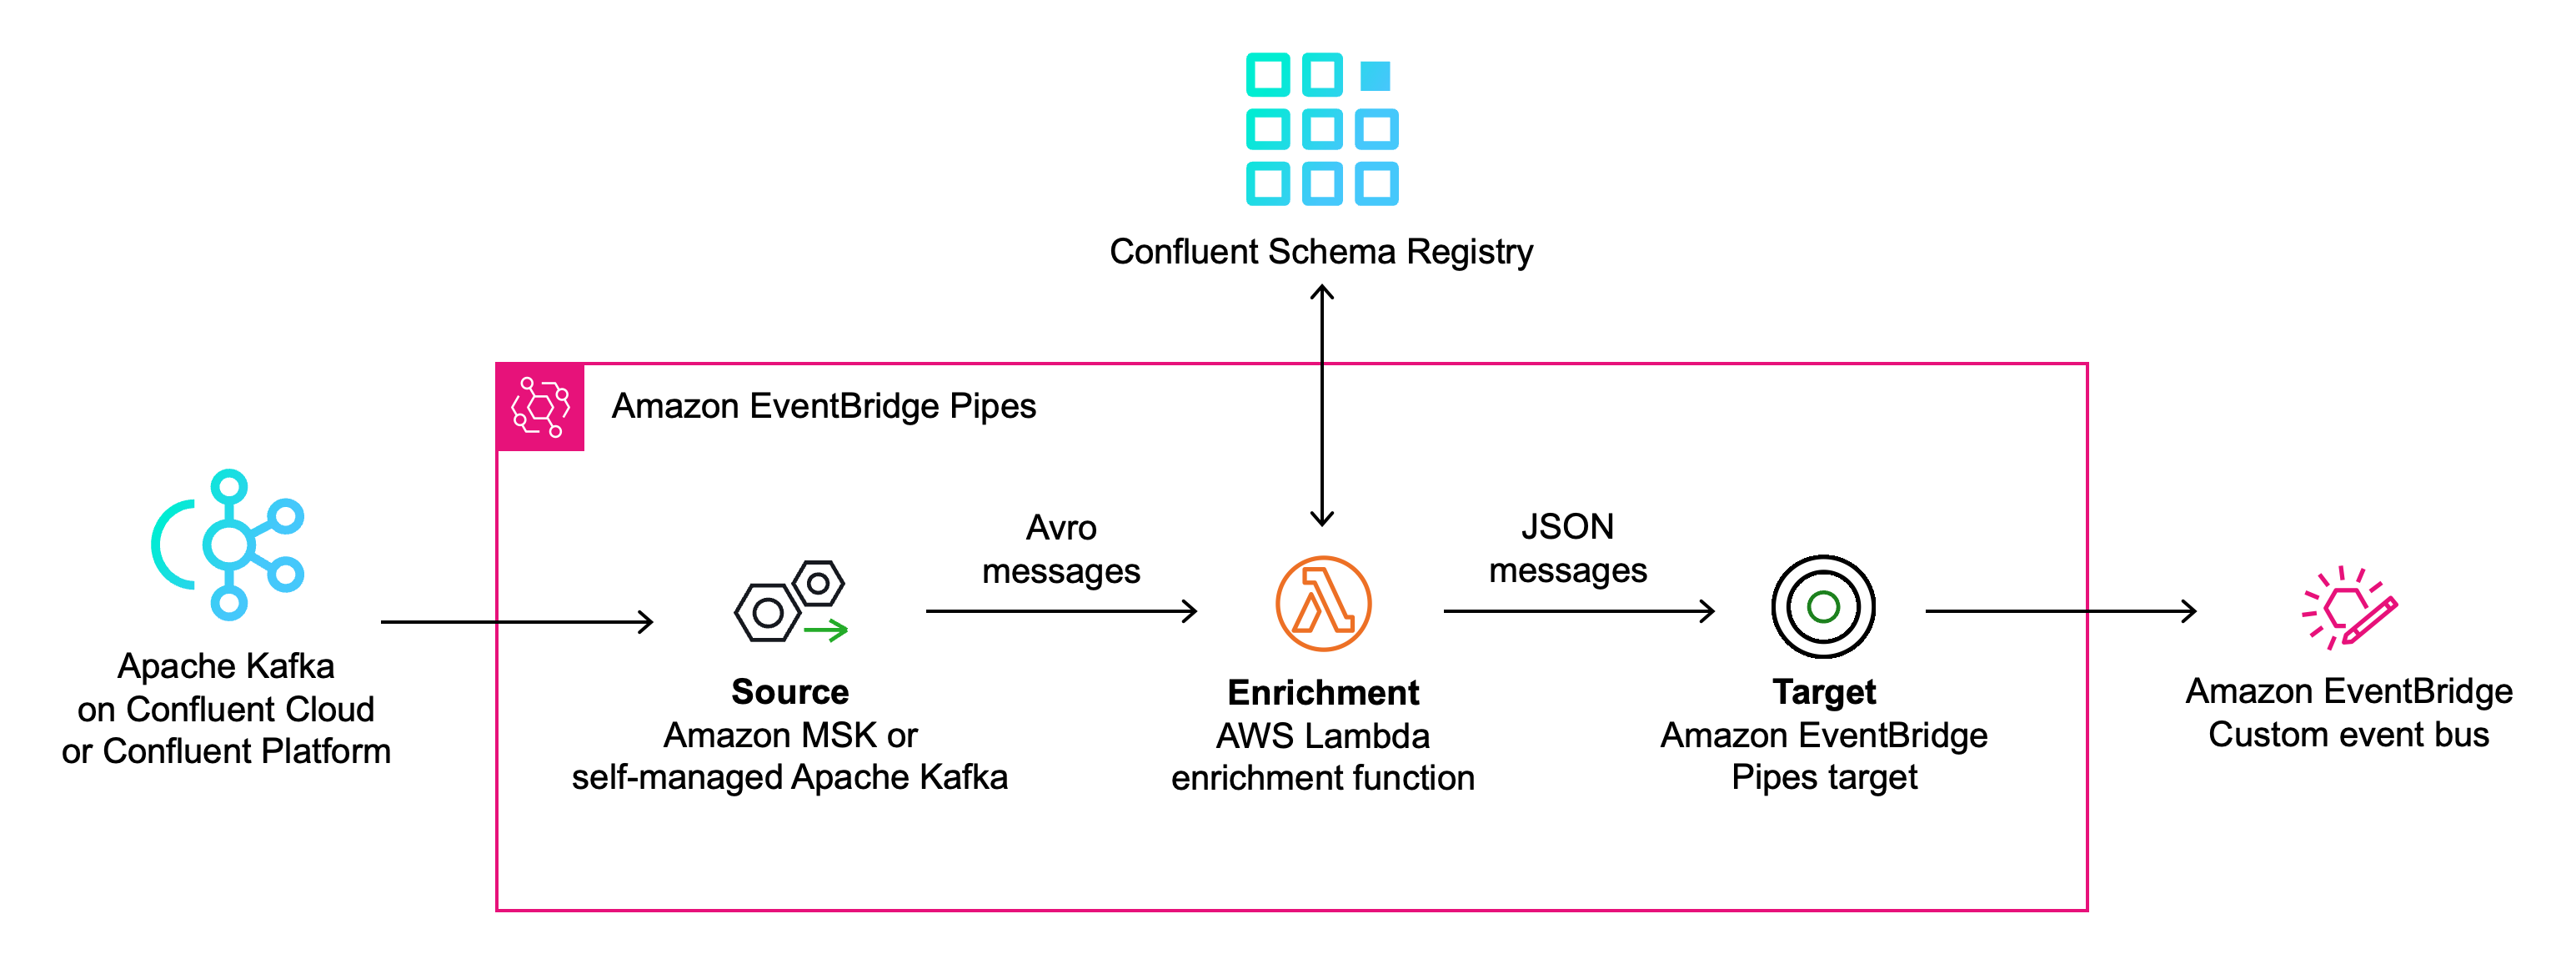 Confluent Schema Registry
Amazon EventBridge Pipes
Apache Kafka
on Confluent Cloud
or Confluent Platform
Source
Amazon MSK or
self-managed Apache Kafka
Avro
messages
Enrichment
AWS Lambda
enrichment function
JSON
messages
Target
Amazon EventBridge
Pipes target
Amazon EventBridge
Custom event bus